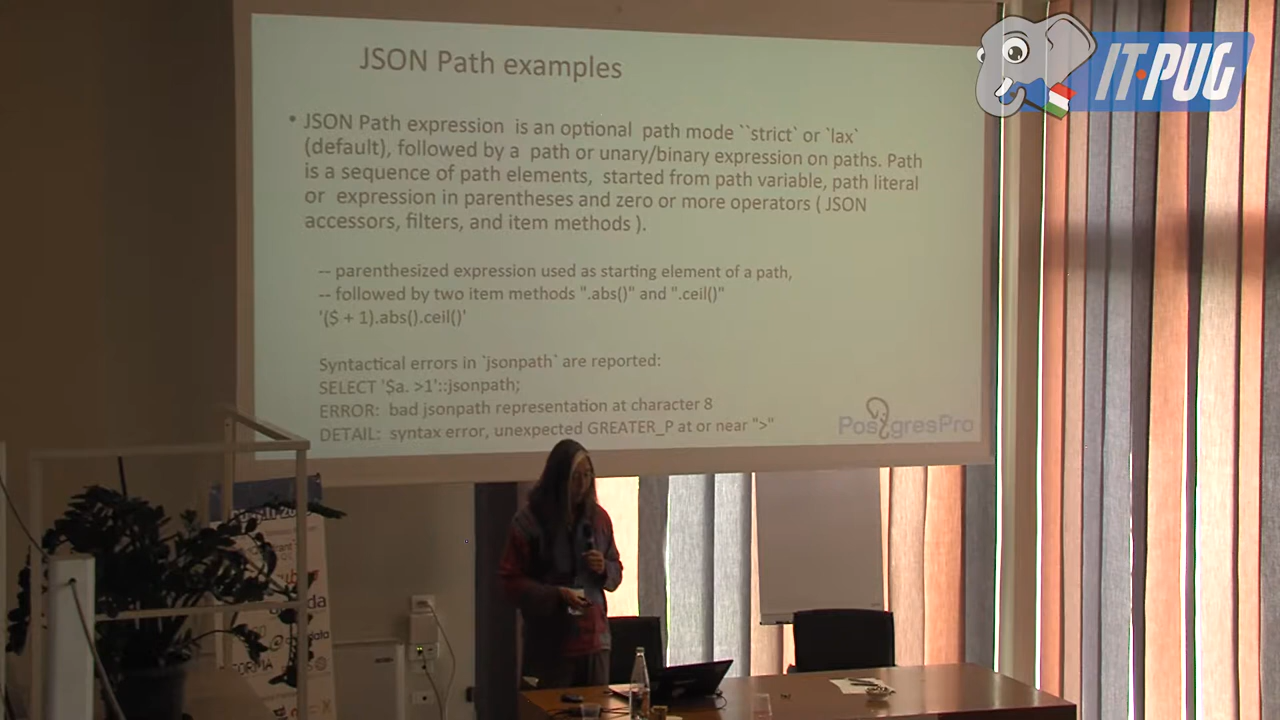 JSON Path examples
IT·PUG
• JSON Path expression is an optional path mode ``strict` or `lax`
(default), followed by a path or unary/binary expression on paths. Path
is a sequence of path elements, started from path variable, path literal
or expression in parentheses and zero or more operators ( JSON
accessors, filters, and item methods ).
-- parenthesized expression used as starting element of a path,
-- followed by two item methods ".abs()" and ".ceil()"
'($ + 1).abs().ceil()'
Syntactical errors in `jsonpath` are reported:
SELECT '$a. >1'::jsonpath;
ERROR: bad jsonpath representation at character 8
DETAIL: syntax error, unexpected GREATER_P at or near ">"
PostgresPro